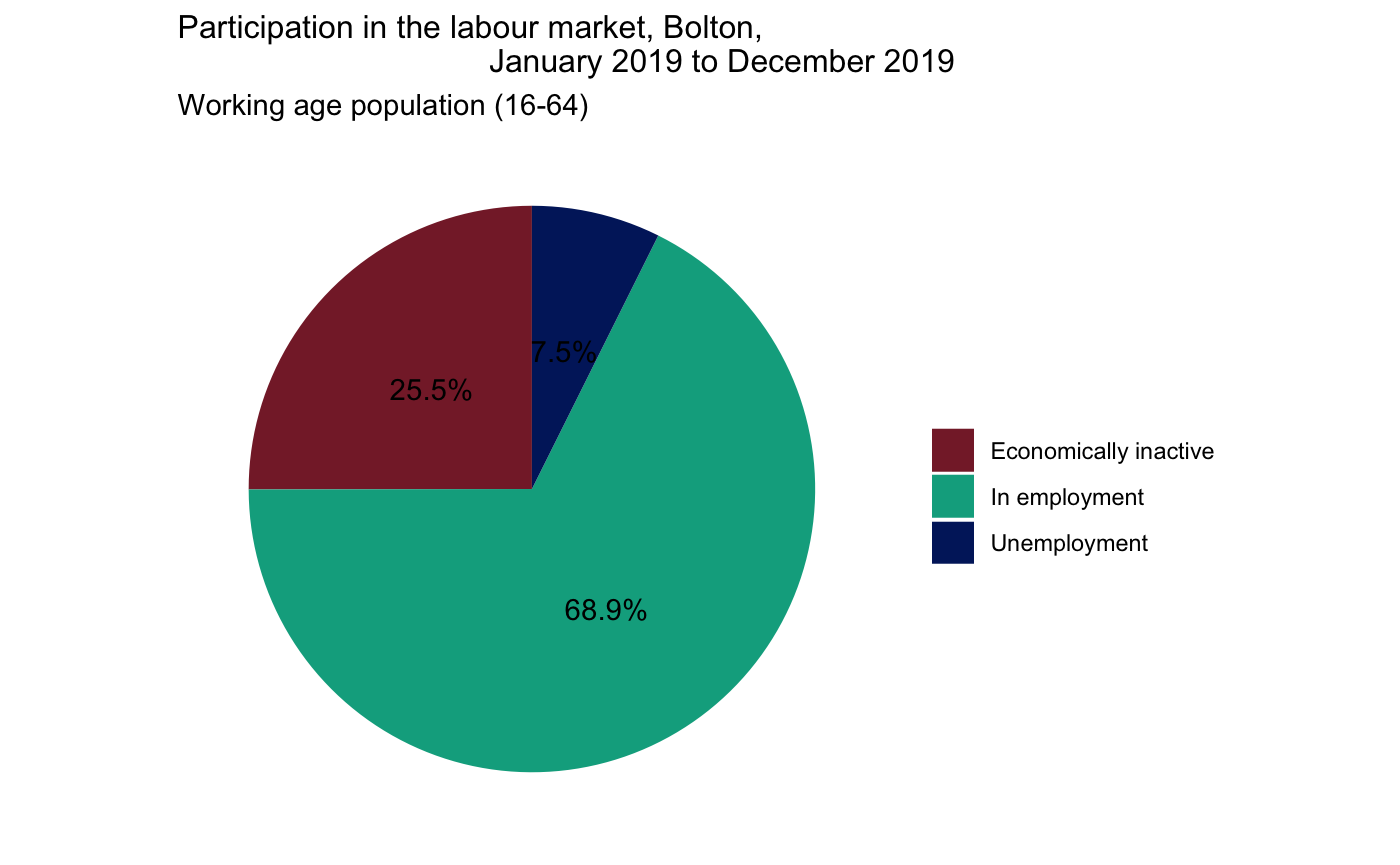 Participation in the labour market, Bolton,
January 2019 to December 2019
Working age population (16-64)
7.5%
25.5%
68.9%
Economically inactive
In employment
Unemployment